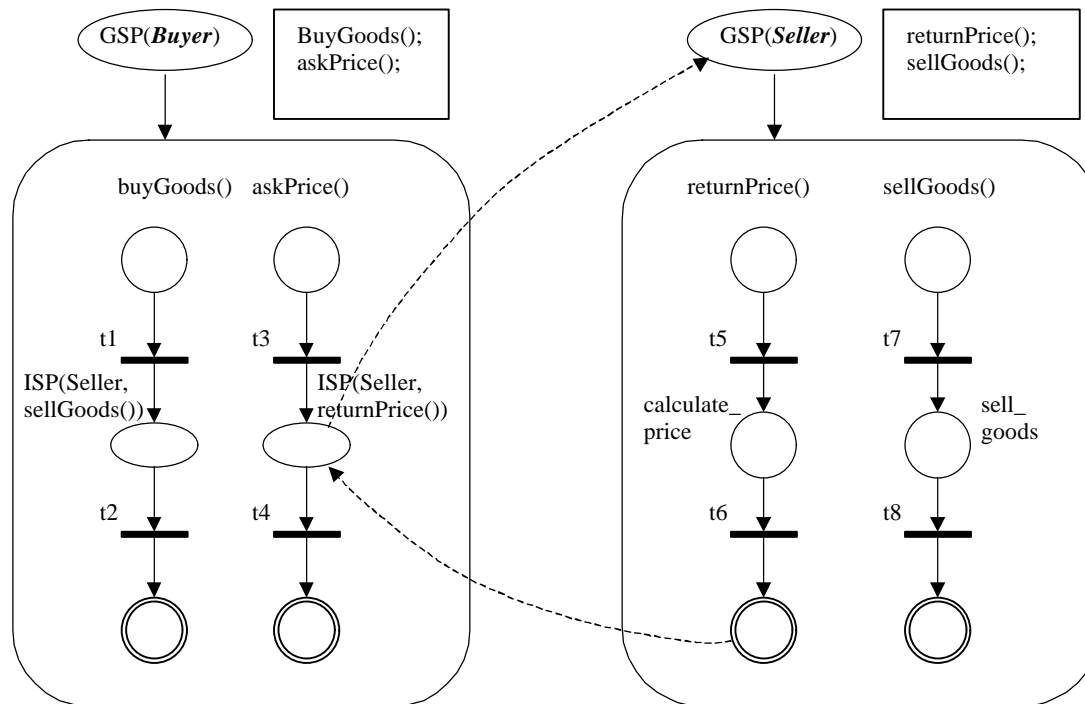 GSP(Buyer)
BuyGoods();
askPrice();
GSP(Seller)
returnPrice();
sellGoods();
buyGoods()
askPrice()
t1
t3
ISP(Seller,
sellGoods())
ISP(Seller,
returnPrice())
t2
t4
returnPrice()
sellGoods()
t5
t7
calculate_
price
sell_
goods
t6
t8